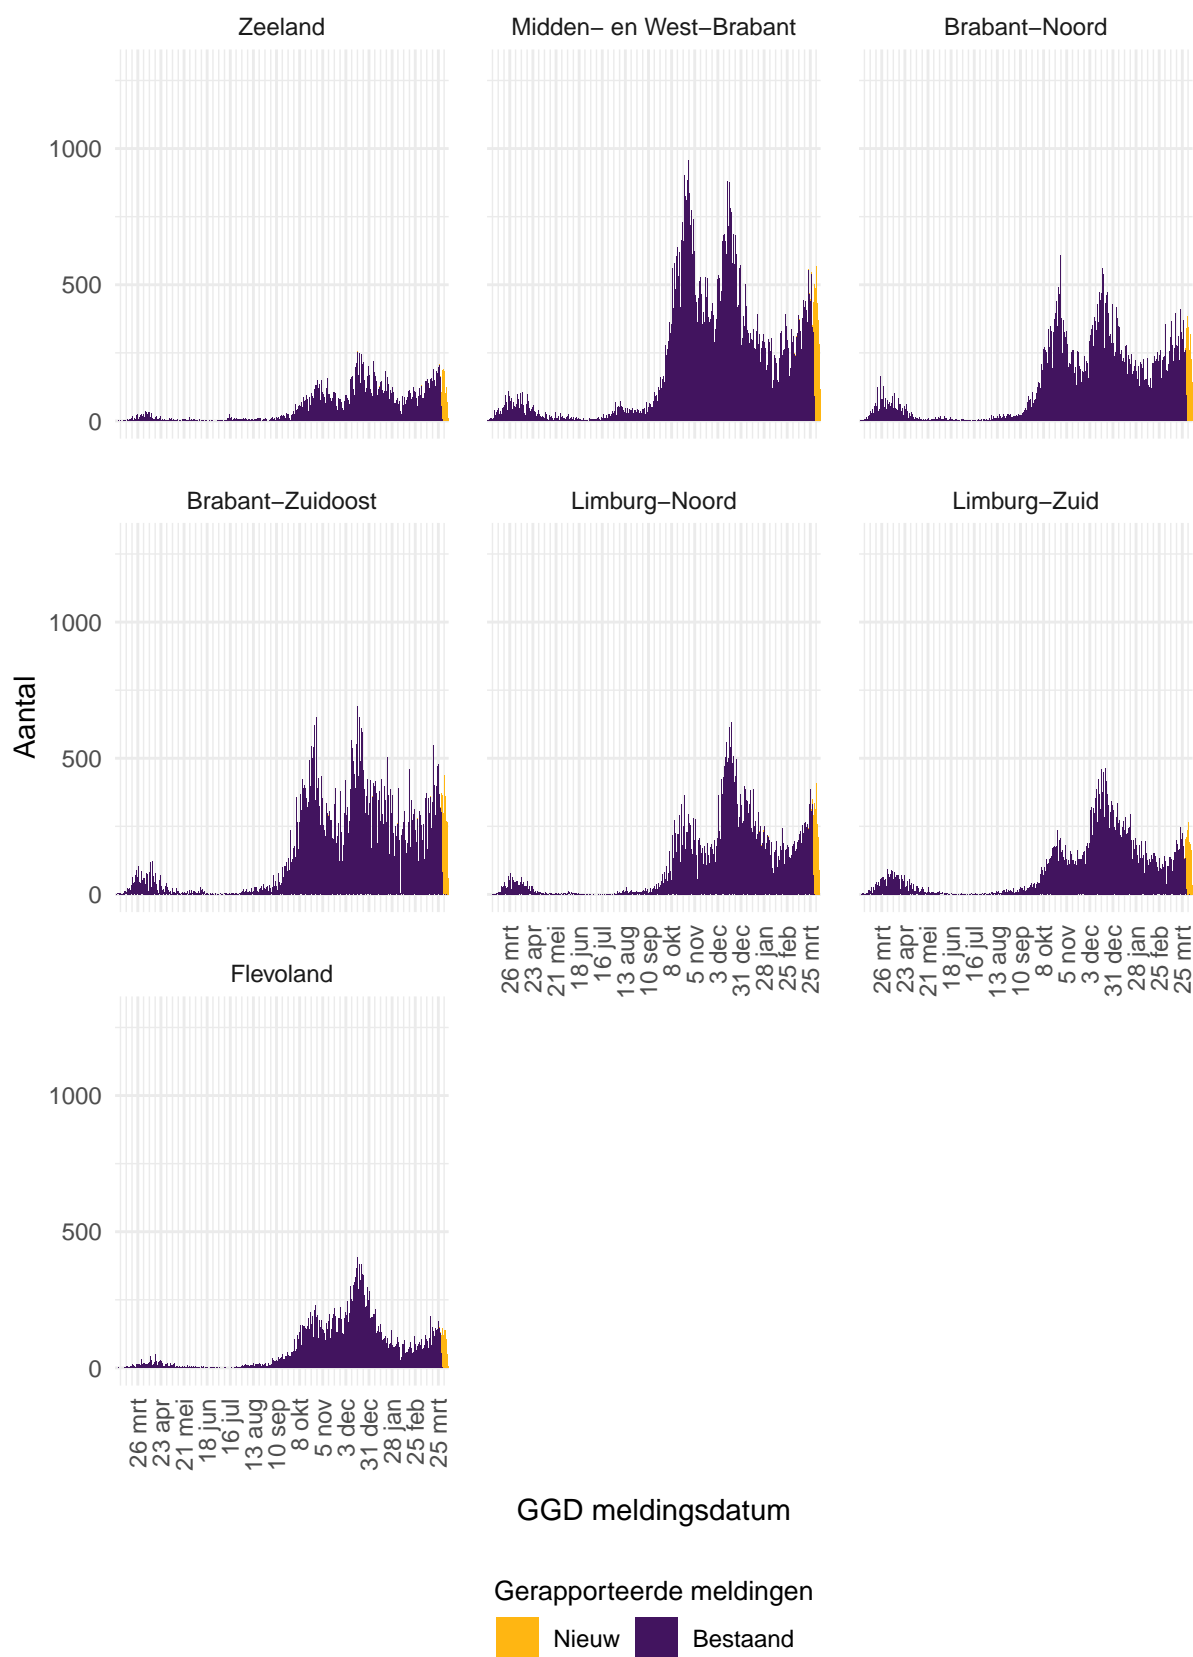 Zeeland
Midden− en West−Brabant
Brabant−Noord
1000
500
0
Brabant−Zuidoost
Limburg−Noord
Limburg−Zuid
1000
500
0
Aantal
26 mrt
23 apr
21 mei
18 jun
16 jul
13 aug
10 sep
8 okt
5 nov
3 dec
31 dec
28 jan
25 feb
25 mrt
26 mrt
23 apr
21 mei
18 jun
16 jul
13 aug
10 sep
8 okt
5 nov
3 dec
31 dec
28 jan
25 feb
25 mrt
Flevoland
1000
500
0
26 mrt
23 apr
21 mei
18 jun
16 jul
13 aug
10 sep
8 okt
5 nov
3 dec
31 dec
28 jan
25 feb
25 mrt
GGD meldingsdatum
Gerapporteerde meldingen
Nieuw
Bestaand